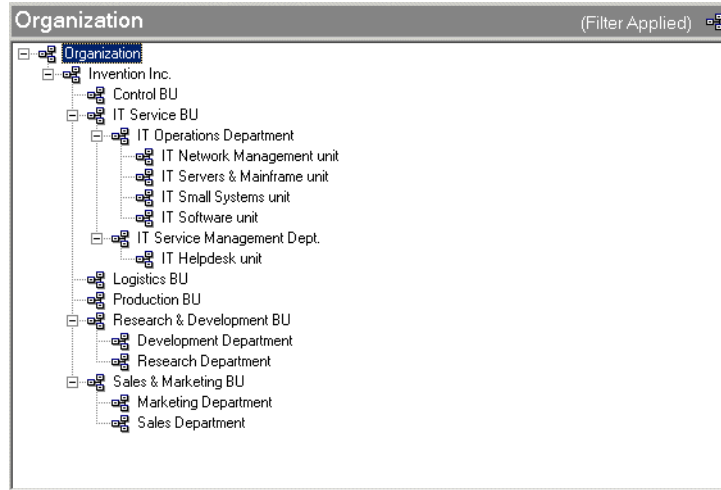 Organization (Filter Applied)
Organization
Invention Inc.
Control BU
IT Service BU
IT Operations Department
IT Network Management unit
IT Servers & Mainframe unit
IT Small Systems unit
IT Software unit
IT Service Management Dept.
IT Helpdesk unit
Logistics BU
Production BU
Research & Development BU
Development Department
Research Department
Sales & Marketing BU
Marketing Department
Sales Department